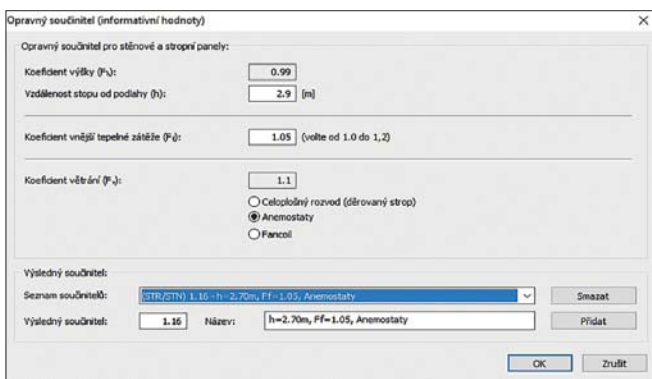 Opravný součinitel (informativní hodnoty)
Opravný součinitel pro stěnové a stropní panely:
Koeficient výšky (Fₕ): 0.99
Vzdálenost stopu od podlahy (h): 2.9 [m]
Koeficient vnější tepelné zátěže (Ff): 1.05 (volte od 1.0 do 1,2)
Koeficient větrání (Fᵥ): 1.1
Celoplošný rozvod (děrovaný strop)
Anemostaty
Fancoil
Výsledný součinitel:
Seznam součinitelů: (STR/STN) 1.16 - h=2.70m, Ff=1.05, Anemostaty Smazat
Výsledný součinitel: 1.16 Název: h=2.70m, Ff=1.05, Anemostaty Přidat
OK Zrušit